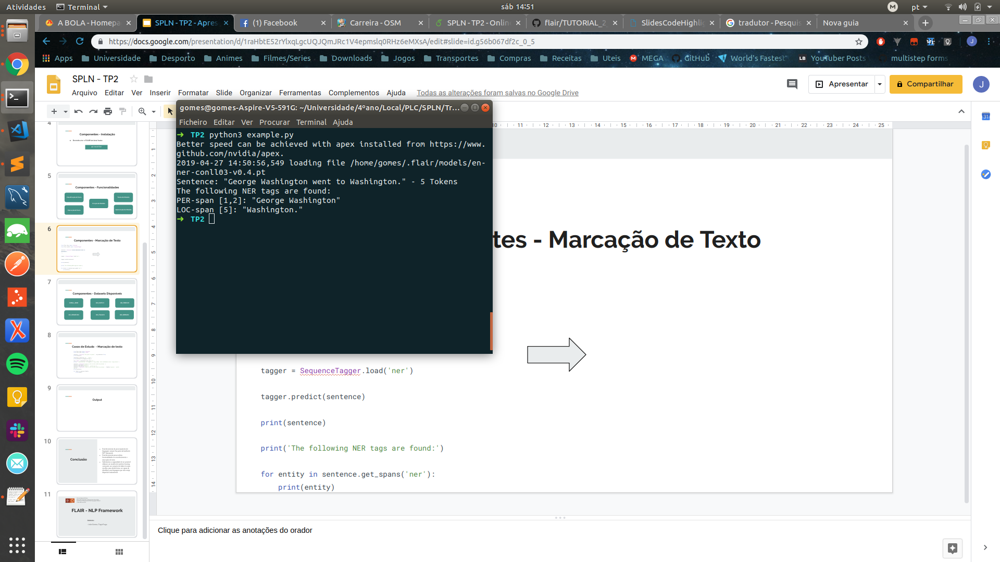 Atividades
Terminal
sáb 14:51
pt
A BOLA - Homepa
SPLN - TP2 - Apres
(1) Facebook
Carreira - OSM
SPLN - TP2 - Onlin
flair/TUTORIAL_2
SlidesCodeHighli
tradutor - Pesquis
Nova guia
https://docs.google.com/presentation/d/1raHbtE52rYlxqLgcUQJQmJRc1V4epmslq0RHz6eMXsA/edit#slide=id.g56b067df2c_0_5
Apps
Universidade
Desporto
Animes
Filmes/Series
Downloads
Jogos
Transportes
Compras
Receitas
Uteis
MEGA
GitHub
World's Fastest
YouTuber Posts
multistep forms
SPLN - TP2
Arquivo Editar Ver Inserir Formatar Slide Organizar Ferramentas Complementos Ajuda
Todas as alterações foram salvas no Google Drive
Apresentar
Compartilhar
J
gomes@gomes-Aspire-V5-591G: ~/Universidade/4ºano/Local/PLC/SPLN/Tr...
Ficheiro Editar Ver Procurar Terminal Ajuda
➜ TP2 python3 example.py
Better speed can be achieved with apex installed from https://www.
github.com/nvidia/apex.
2019-04-27 14:50:56,549 loading file /home/gomes/.flair/models/en-
ner-conll03-v0.4.pt
Sentence: "George Washington went to Washington." - 5 Tokens
The following NER tags are found:
PER-span [1,2]: "George Washington"
LOC-span [5]: "Washington."
➜ TP2
tes - Marcação de Texto
tagger = SequenceTagger.load('ner')
tagger.predict(sentence)
print(sentence)
print('The following NER tags are found:')
for entity in sentence.get_spans('ner'):
print(entity)
4
Componentes - Instalação
5
Componentes - Funcionalidades
6
Componentes - Marcação de Texto
7
Componentes - Datasets Disponíveis
8
Casos de Estudo - Marcação de texto
9
Output
10
Conclusão
11
FLAIR - NLP Framework
Clique para adicionar as anotações do orador